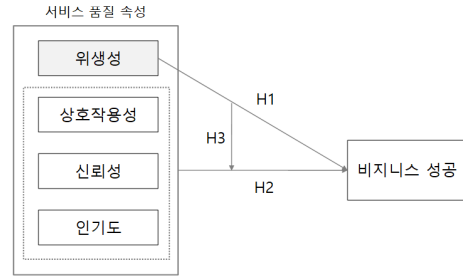 서비스 품질 속성
위생성
상호작용성
신뢰성
인기도
H1
H3
H2
비지니스 성공